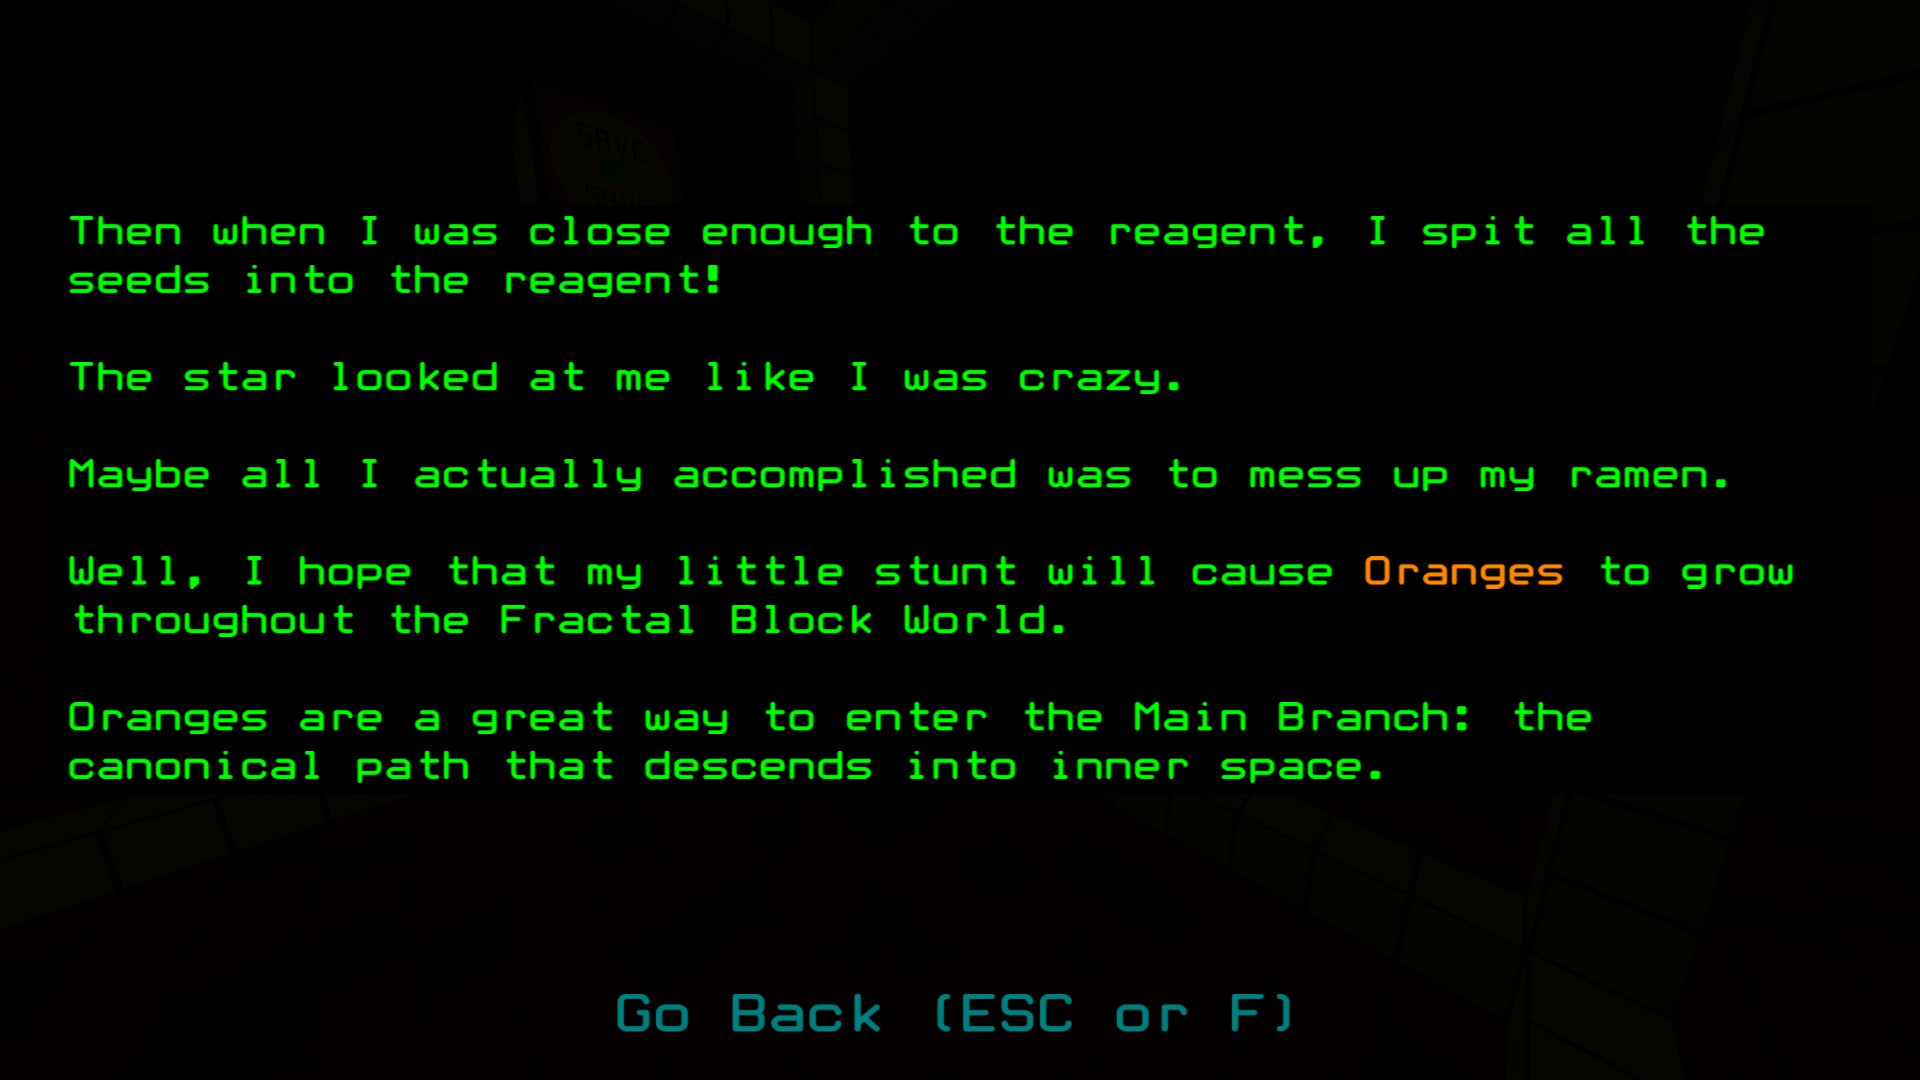 SAVE
SAVE
Then when I was close enough to the reagent, I spit all the
seeds into the reagent!
The star looked at me like I was crazy.
Maybe all I actually accomplished was to mess up my ramen.
Well, I hope that my little stunt will cause Oranges to grow
throughout the Fractal Block World.
Oranges are a great way to enter the Main Branch: the
canonical path that descends into inner space.
Go Back (ESC or F)